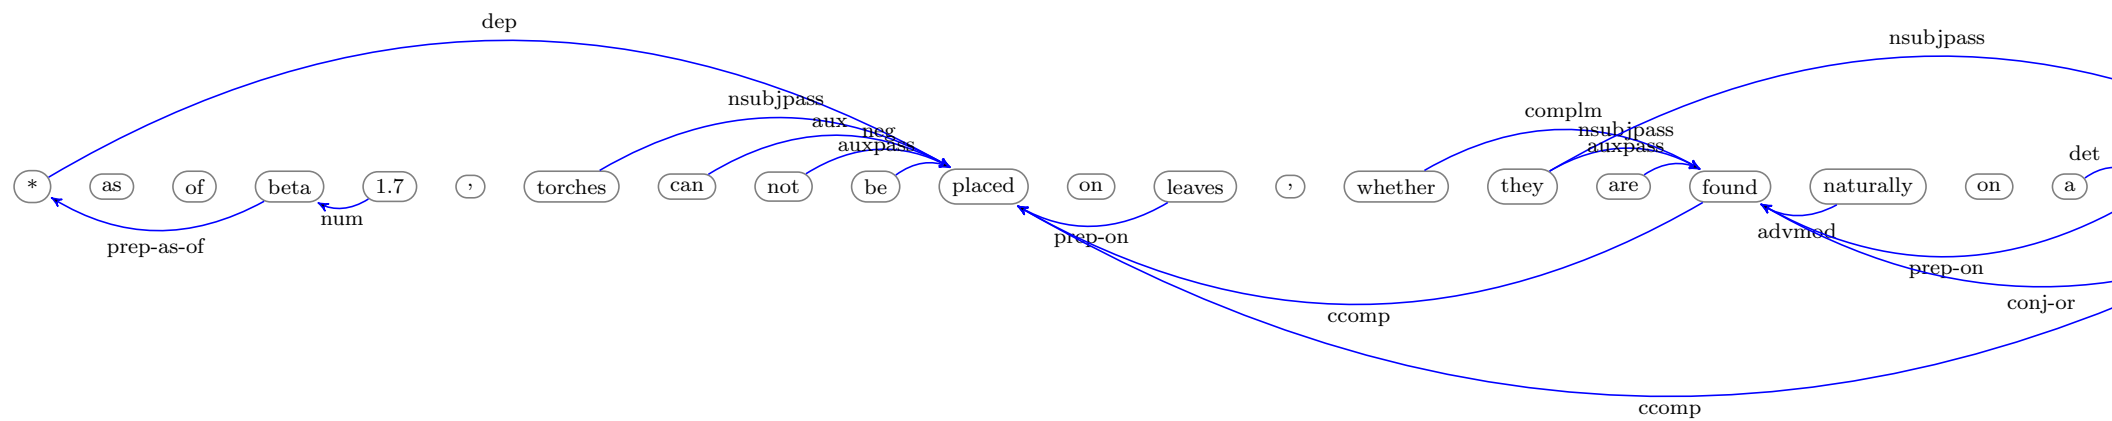 dep
nsubjpass
nsubjpass
complm
aux
neg
nsubjpass
auxpass
auxpass
det
* as of beta 1.7 , torches can not be placed on leaves , whether they are found naturally on a
num
prep-as-of
prep-on
advmod
prep-on
conj-or
ccomp
ccomp